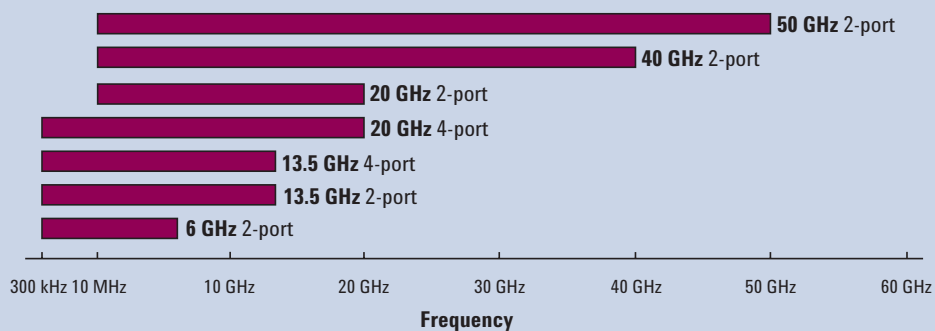 50 GHz 2-port
40 GHz 2-port
20 GHz 2-port
20 GHz 4-port
13.5 GHz 4-port
13.5 GHz 2-port
6 GHz 2-port
300 kHz 10 MHz 10 GHz 20 GHz 30 GHz 40 GHz 50 GHz 60 GHz
Frequency